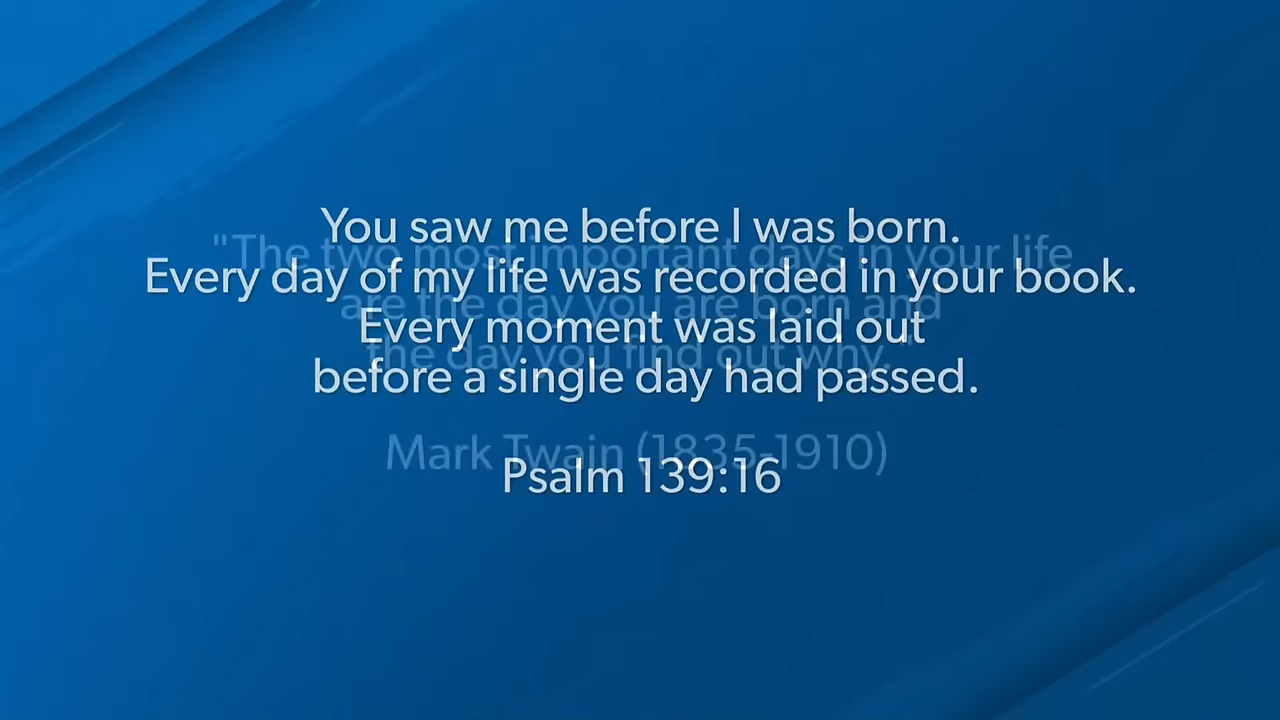 You saw me before I was born.
Every day of my life was recorded in your book.
Every moment was laid out
before a single day had passed.
Psalm 139:16
"The two most important days in your life
are the day you are born and
the day you find out why.
Mark Twain (1835-1910)